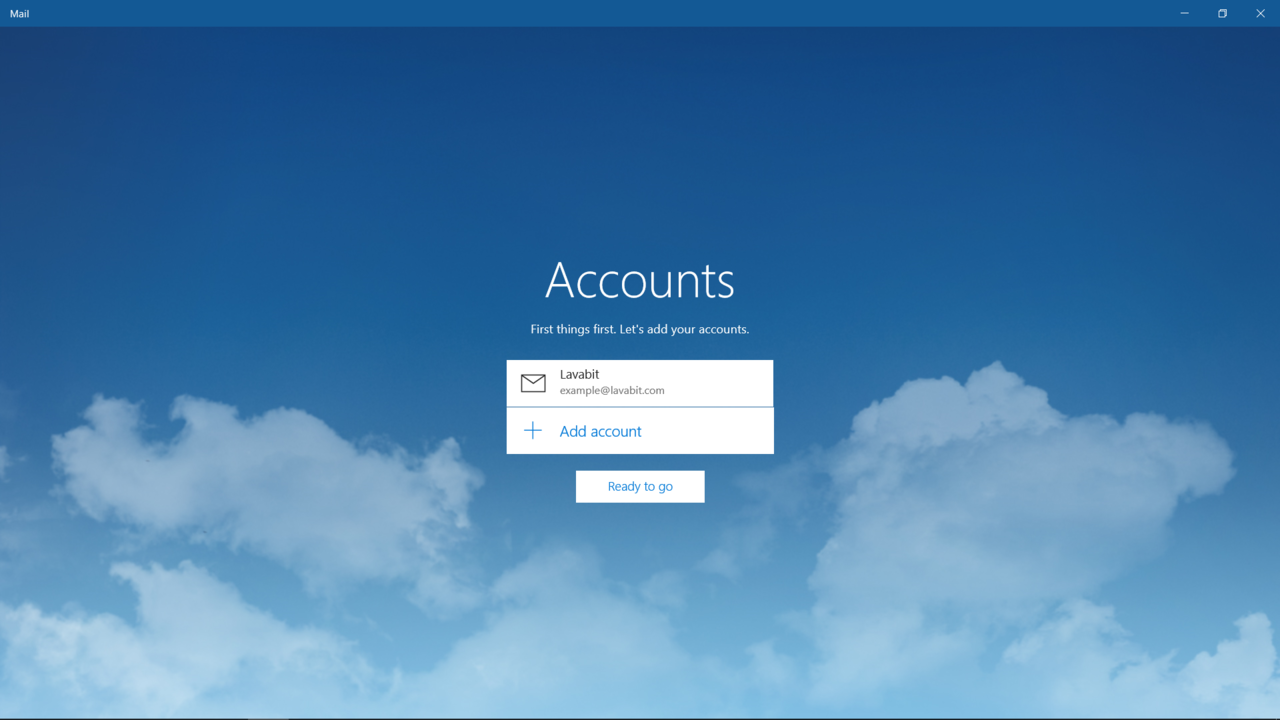 Mail
Accounts
First things first. Let's add your accounts.
Lavabit
example@lavabit.com
Add account
Ready to go